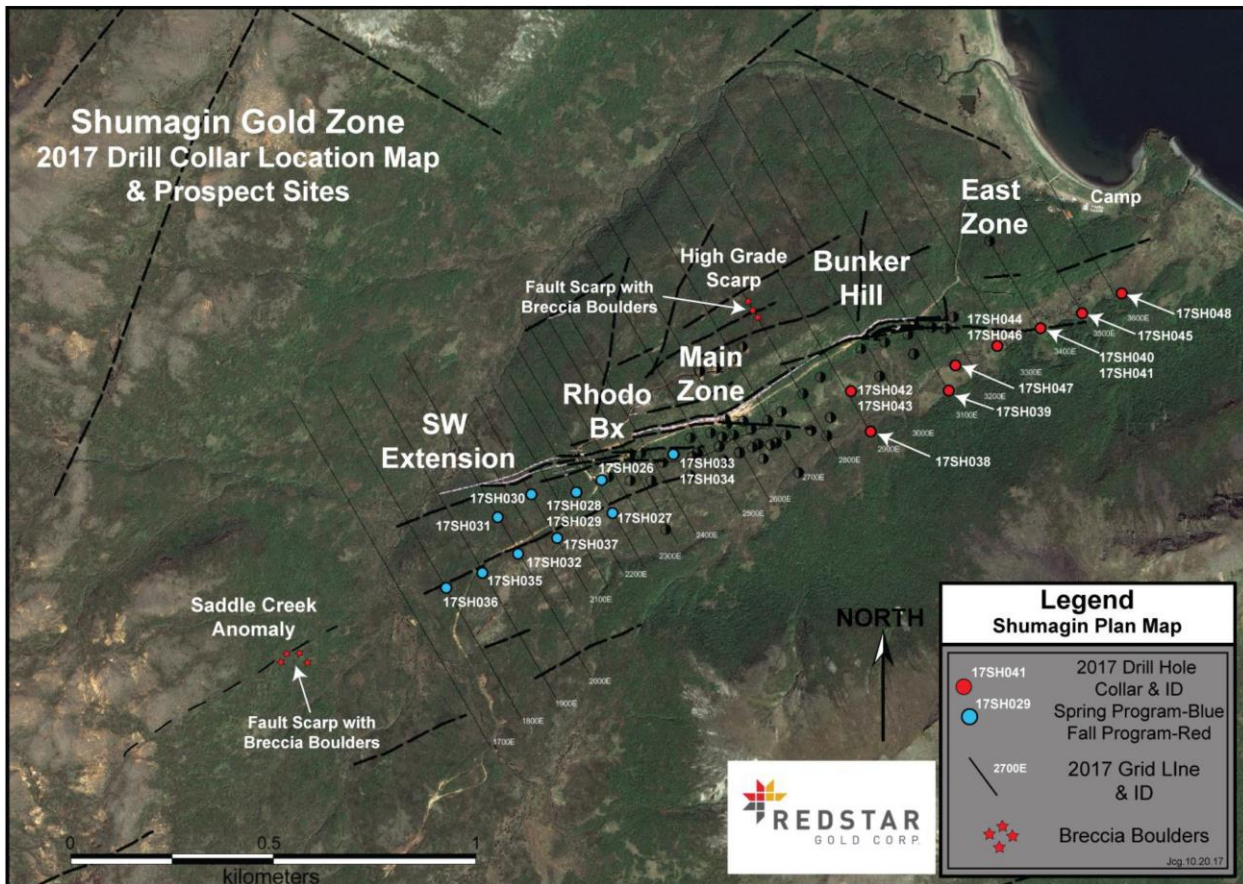 Shumagin Gold Zone
2017 Drill Collar Location Map
& Prospect Sites
East
Zone
Camp
High Grade
Scarp
Bunker
Hill
Fault Scarp with
Breccia Boulders
Main
Zone
Rhodo
Bx
SW
Extension
17SH044
17SH046
17SH048
17SH045
17SH040
17SH041
17SH047
17SH039
17SH042
17SH043
17SH038
17SH033
17SH034
17SH026
17SH030
17SH028
17SH029
17SH027
17SH031
17SH037
17SH032
17SH035
17SH036
3600E
3500E
3400E
3300E
3200E
3100E
3000E
2900E
2800E
2700E
2600E
2500E
2400E
2300E
2200E
2100E
2000E
1900E
1800E
1700E
Saddle Creek
Anomaly
Fault Scarp with
Breccia Boulders
NORTH
0 0.5 1
kilometers
REDSTAR
GOLD CORP.
Legend
Shumagin Plan Map
17SH041
17SH029
2017 Drill Hole
Collar & ID
Spring Program-Blue
Fall Program-Red
2700E
2017 Grid LIne
& ID
Breccia Boulders
Jcg.10.20.17